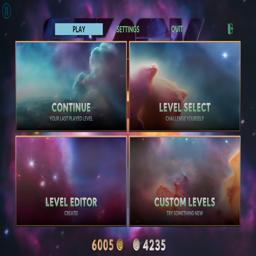 PLAY SETTINGS QUIT
CONTINUE
YOUR LAST PLAYED LEVEL
LEVEL SELECT
CHALLENGE YOURSELF
LEVEL EDITOR
CREATE
CUSTOM LEVELS
TRY SOMETHING NEW
6005 4235